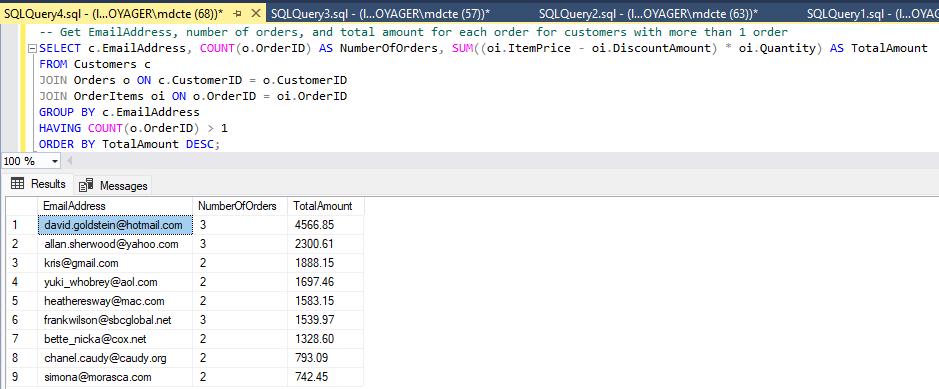 SQLQuery4.sql - (l...OYAGER\mdcte (68))* SQLQuery3.sql - (l...OYAGER\mdcte (57))* SQLQuery2.sql - (l...OYAGER\mdcte (63))* SQLQuery1.sql - (l...OYA
-- Get EmailAddress, number of orders, and total amount for each order for customers with more than 1 order
SELECT c.EmailAddress, COUNT(o.OrderID) AS NumberOfOrders, SUM((oi.ItemPrice - oi.DiscountAmount) * oi.Quantity) AS TotalAmount
FROM Customers c
JOIN Orders o ON c.CustomerID = o.CustomerID
JOIN OrderItems oi ON o.OrderID = oi.OrderID
GROUP BY c.EmailAddress
HAVING COUNT(o.OrderID) > 1
ORDER BY TotalAmount DESC;
100 %
Results Messages
EmailAddress NumberOfOrders TotalAmount
1 david.goldstein@hotmail.com 3 4566.85
2 allan.sherwood@yahoo.com 3 2300.61
3 kris@gmail.com 2 1888.15
4 yuki_whobrey@aol.com 2 1697.46
5 heatheresway@mac.com 2 1583.15
6 frankwilson@sbcglobal.net 3 1539.97
7 bette_nicka@cox.net 2 1328.60
8 chanel.caudy@caudy.org 2 793.09
9 simona@morasca.com 2 742.45